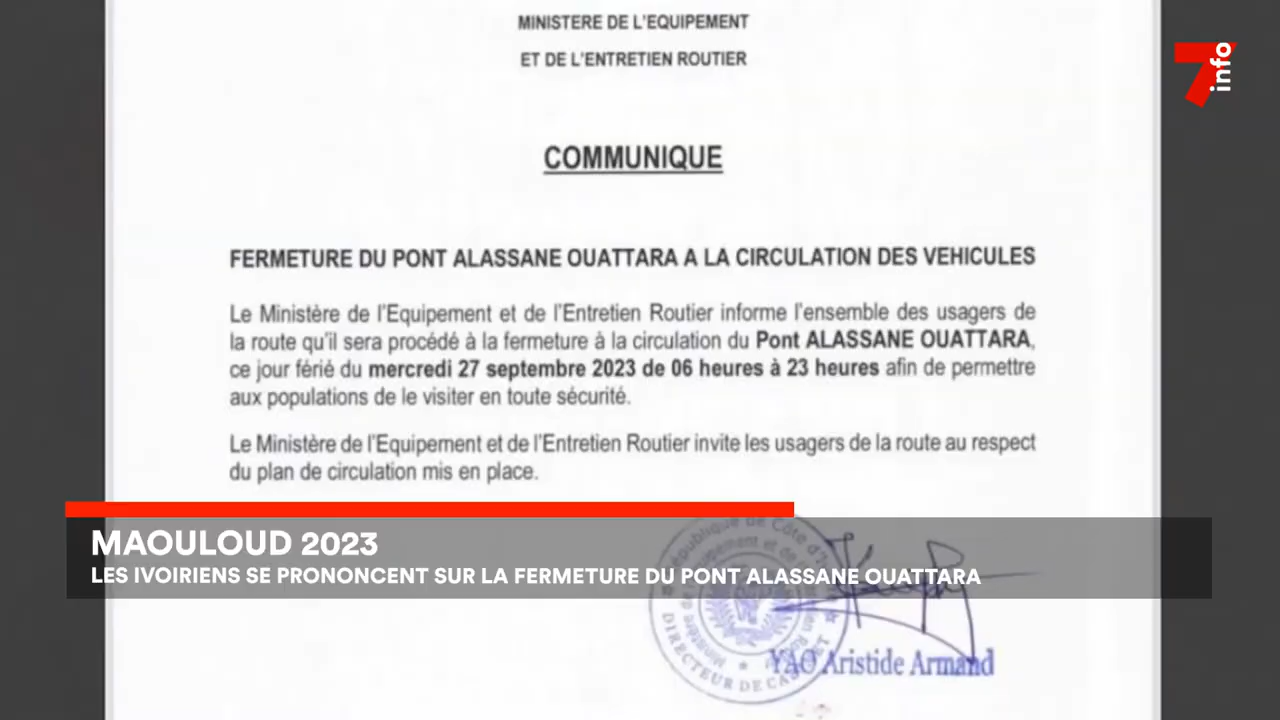 MINISTERE DE L'EQUIPEMENT
ET DE L'ENTRETIEN ROUTIER
7info
COMMUNIQUE
FERMETURE DU PONT ALASSANE OUATTARA A LA CIRCULATION DES VEHICULES
Le Ministère de l'Equipement et de l'Entretien Routier informe l'ensemble des usagers de
la route qu'il sera procédé à la fermeture à la circulation du Pont ALASSANE OUATTARA,
ce jour férié du mercredi 27 septembre 2023 de 06 heures à 23 heures afin de permettre
aux populations de le visiter en toute sécurité.
Le Ministère de l'Equipement et de l'Entretien Routier invite les usagers de la route au respect
du plan de circulation mis en place.
MAOULOUD 2023
LES IVOIRIENS SE PRONONCENT SUR LA FERMETURE DU PONT ALASSANE OUATTARA
République de Côte d'I
DIRECTEUR DE CABINET
YAO Aristide Armand